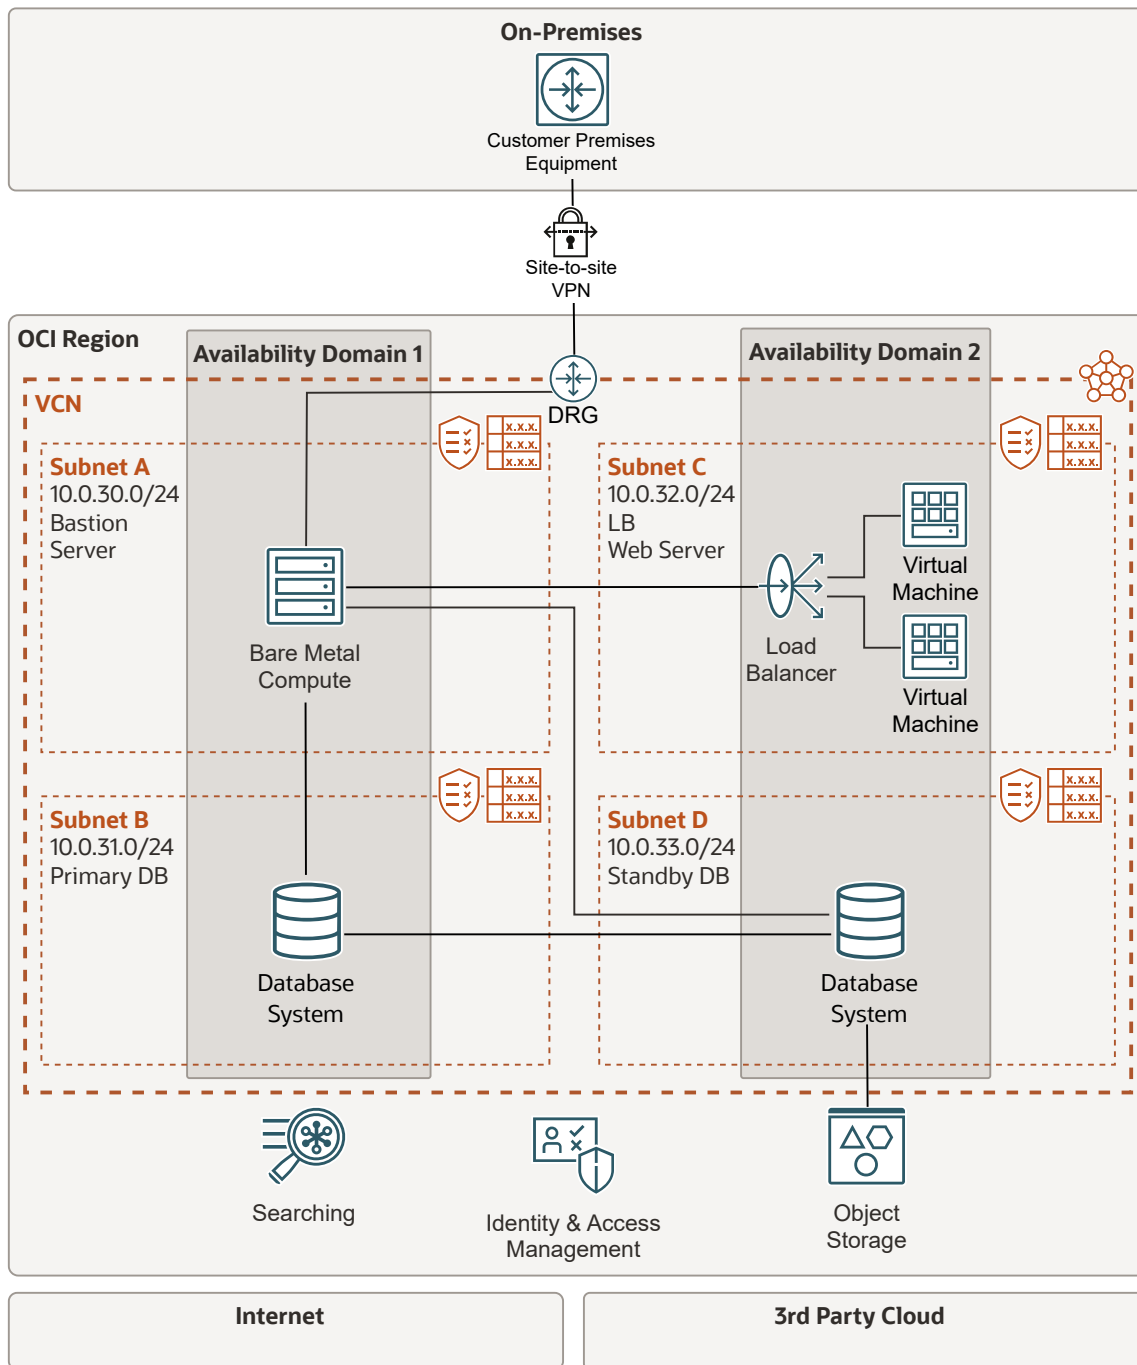 On-Premises
Customer Premises
Equipment
Site-to-site
VPN
OCI Region
Availability Domain 1
Availability Domain 2
VCN
DRG
Subnet A
10.0.30.0/24
Bastion
Server
x.x.x.
x.x.x.
x.x.x.
Bare Metal
Compute
Subnet C
10.0.32.0/24
LB
Web Server
x.x.x.
x.x.x.
x.x.x.
Load
Balancer
Virtual
Machine
Virtual
Machine
Subnet B
10.0.31.0/24
Primary DB
x.x.x.
x.x.x.
x.x.x.
Database
System
Subnet D
10.0.33.0/24
Standby DB
x.x.x.
x.x.x.
x.x.x.
Database
System
Searching
Identity & Access
Management
Object
Storage
Internet
3rd Party Cloud